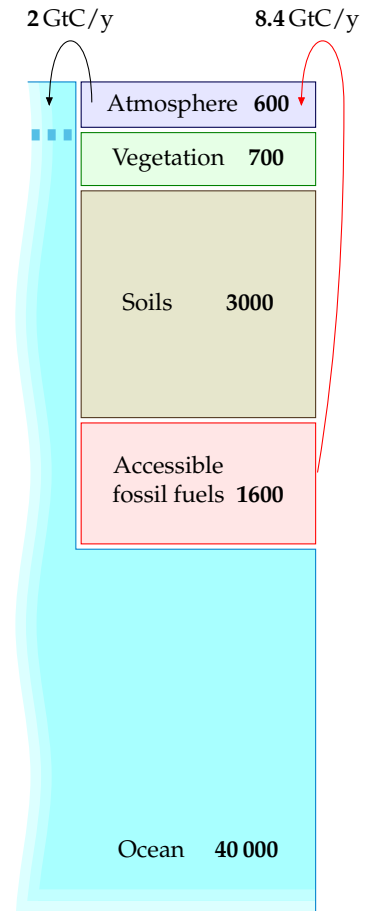 2 GtC/y 8.4 GtC/y
Atmosphere 600
Vegetation 700
Soils 3000
Accessible
fossil fuels 1600
Ocean 40 000